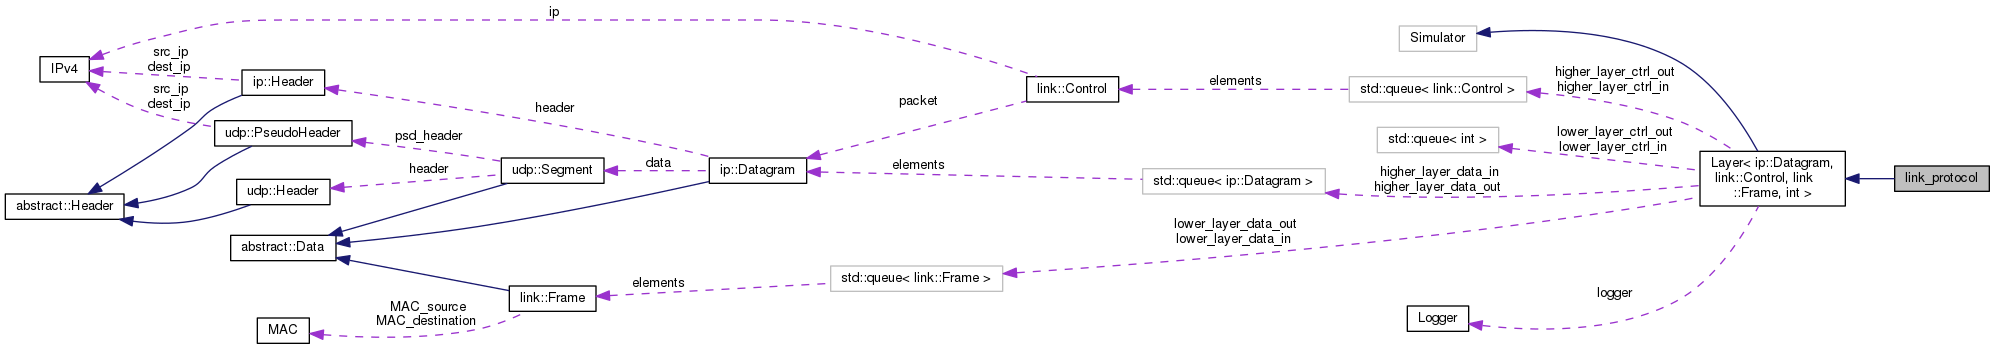 ip
Simulator
IPv4
src_ip
dest_ip
ip::Header
src_ip
dest_ip
header
link::Control
packet
elements
std::queue< link::Control >
higher_layer_ctrl_out
higher_layer_ctrl_in
udp::PseudoHeader
psd_header
std::queue< int >
lower_layer_ctrl_out
lower_layer_ctrl_in
header
udp::Segment
data
ip::Datagram
elements
std::queue< ip::Datagram >
higher_layer_data_in
higher_layer_data_out
Layer< ip::Datagram,
link::Control, link
::Frame, int >
link_protocol
udp::Header
abstract::Header
abstract::Data
lower_layer_data_out
lower_layer_data_in
std::queue< link::Frame >
elements
link::Frame
MAC_source
MAC_destination
MAC
logger
Logger